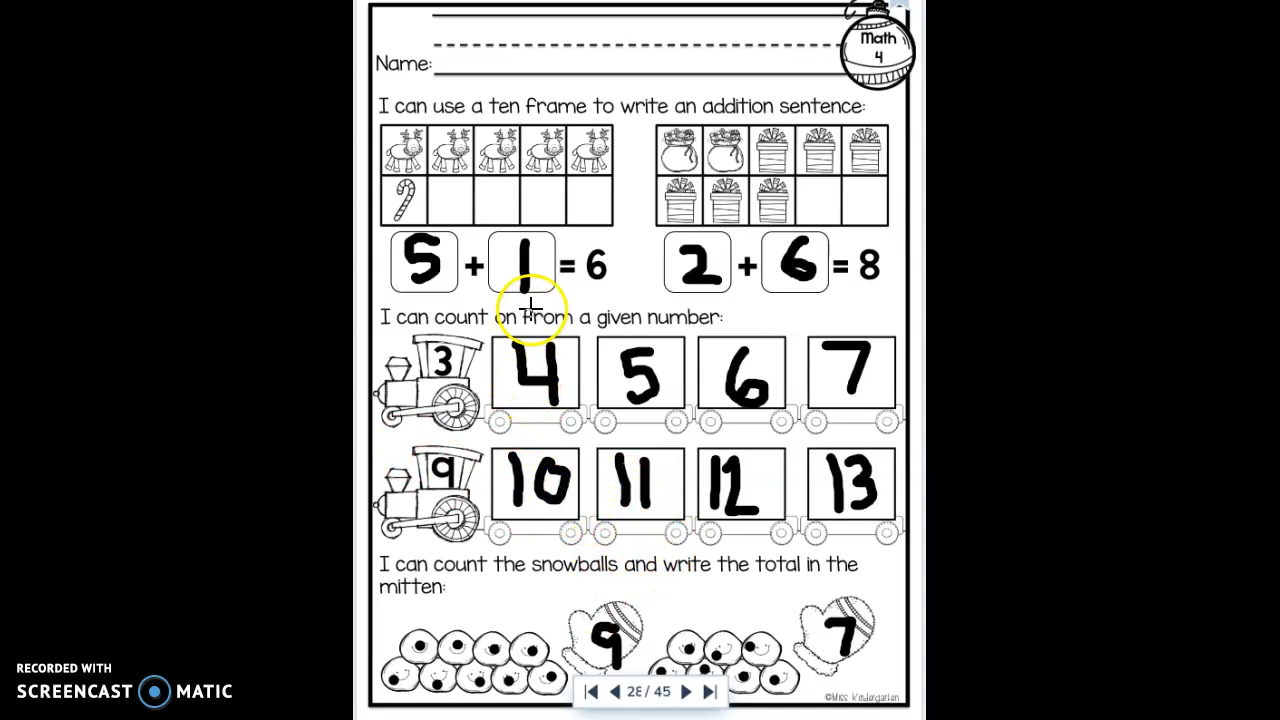 Math
4
Name:
I can use a ten frame to write an addition sentence:
5 + 1 = 6
2 + 6 = 8
I can count on from a given number:
3 4 5 6 7
9 10 11 12 13
I can count the snowballs and write the total in the
mitten:
9
7
28 / 45
©Miss Kindergarten
RECORDED WITH
SCREENCAST MATIC